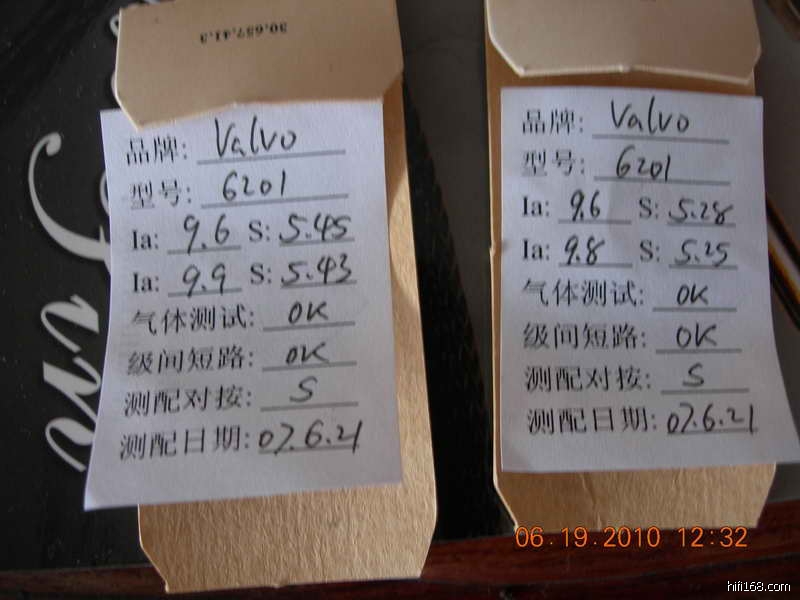 30.657.41.3
品牌: Valvo
型号: 6201
Ia: 9.6 S: 5.45
Ia: 9.9 S: 5.43
气体测试: OK
级间短路: OK
测配对按: S
测配日期: 07.6.21
品牌: Valvo
型号: 6201
Ia: 9.6 S: 5.28
Ia: 9.8 S: 5.25
气体测试: OK
级间短路: OK
测配对按: S
测配日期: 07.6.21
06.19.2010 12:32
hifi168.com